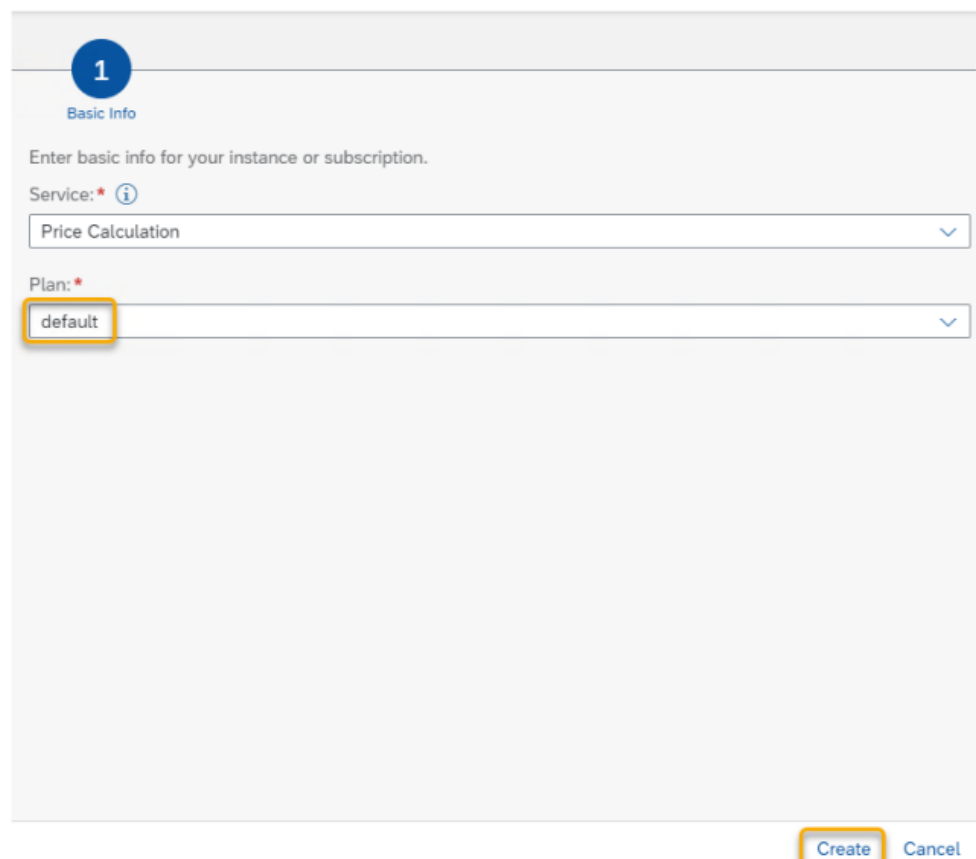 1
Basic Info
Enter basic info for your instance or subscription.
Service:*
Price Calculation
Plan:*
default
Create Cancel